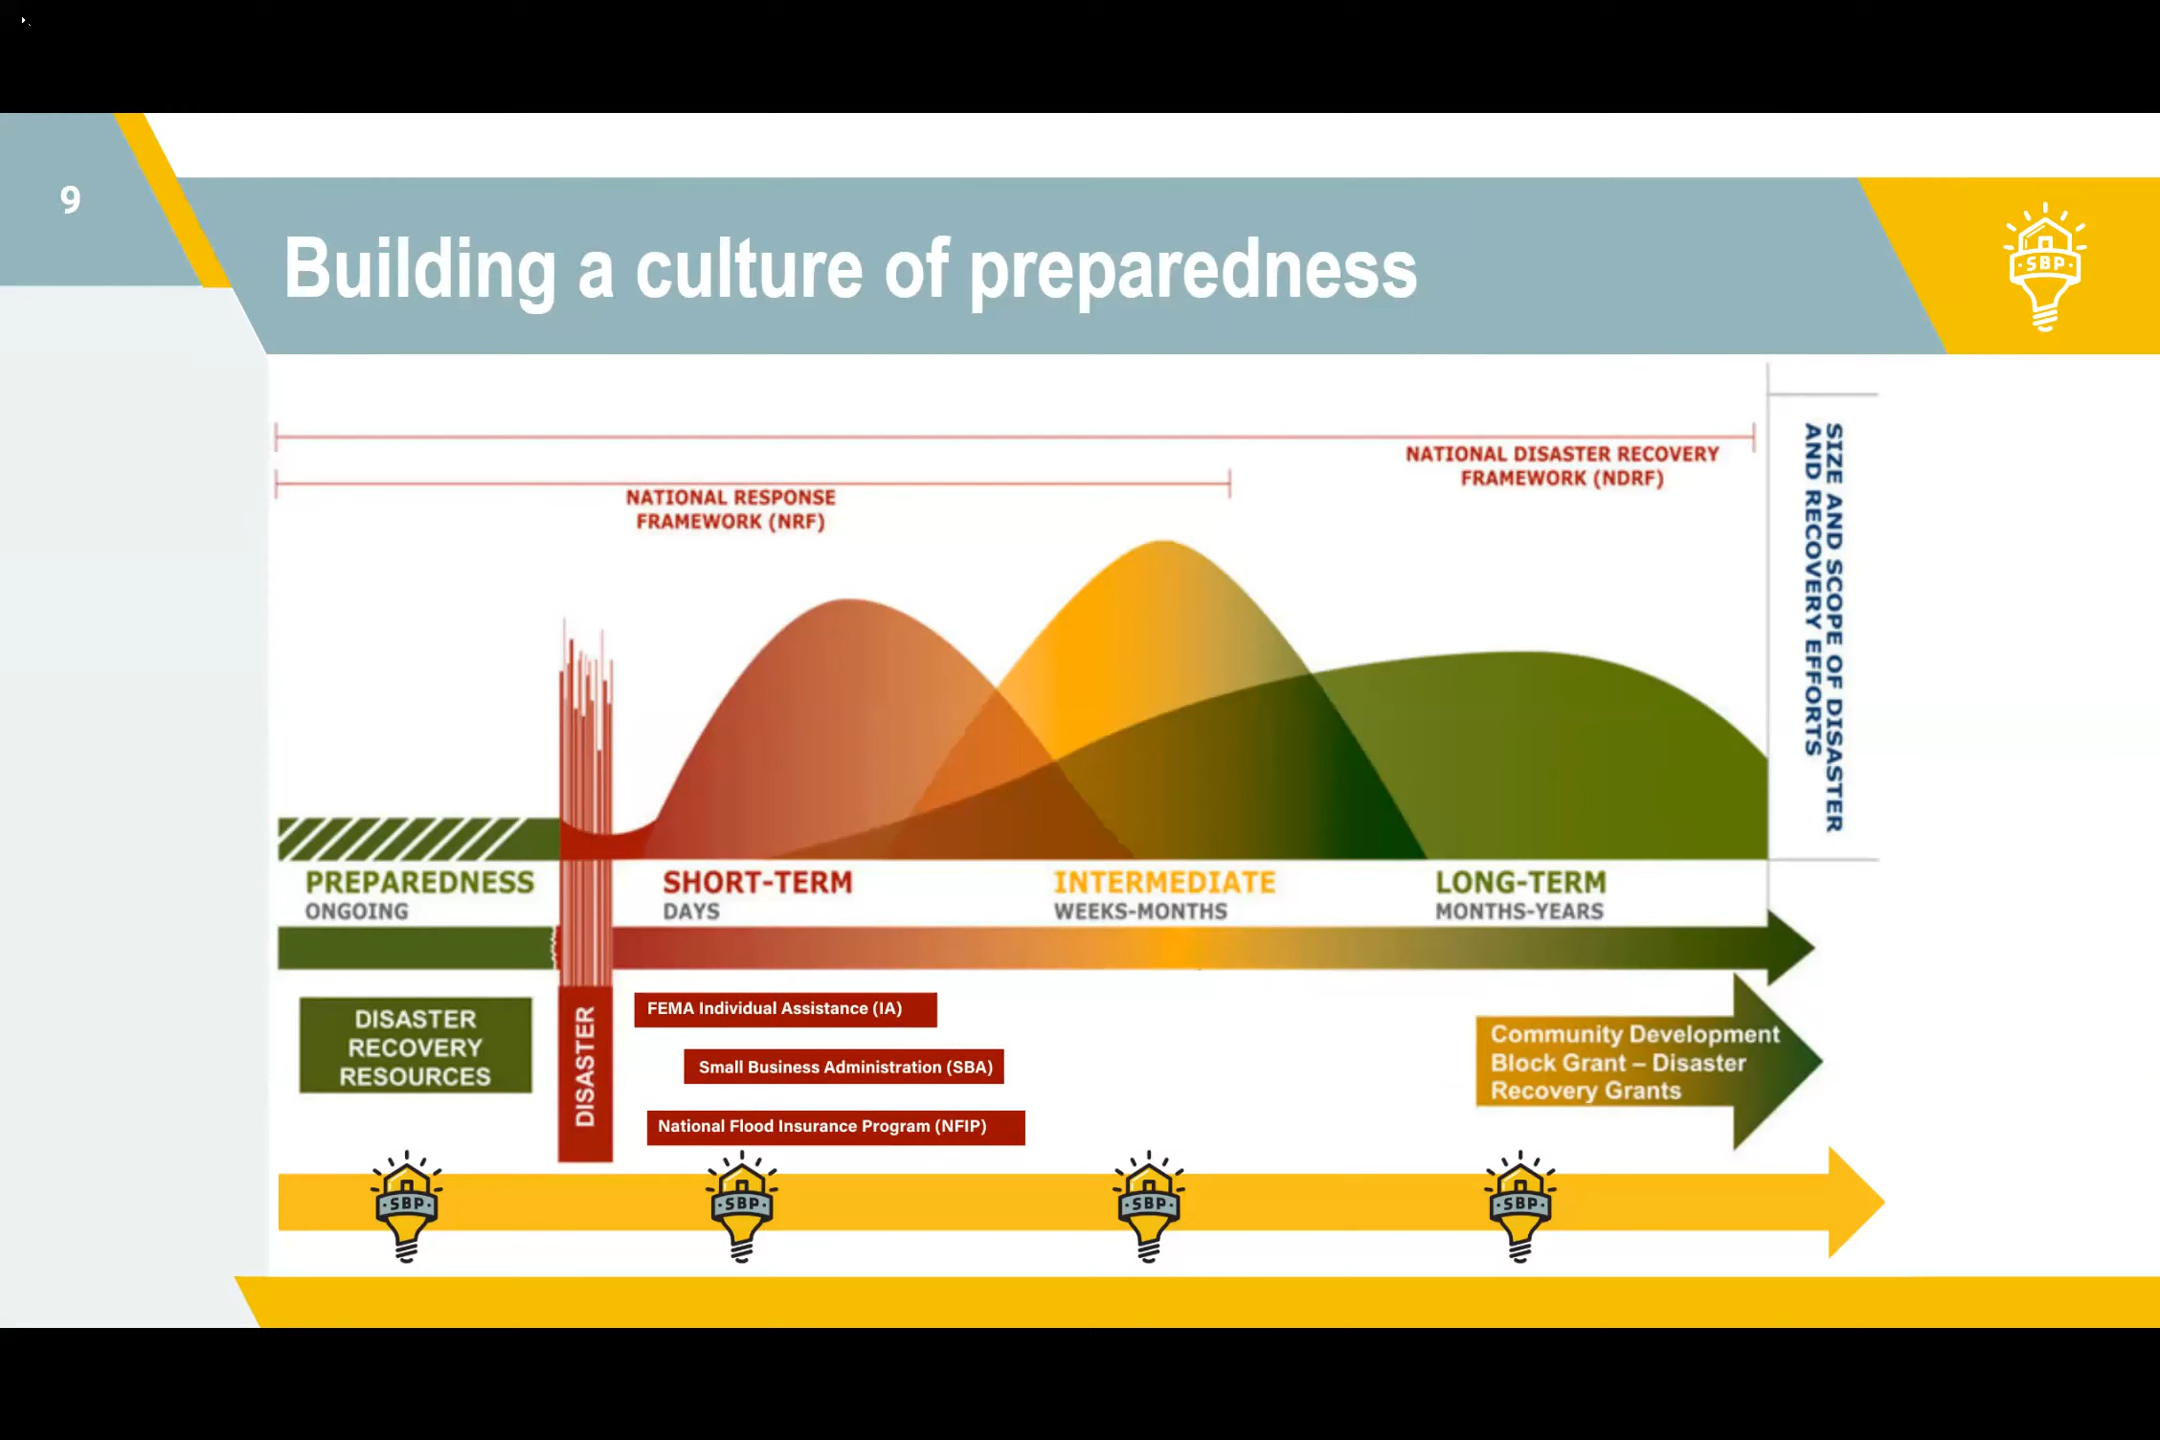 9
Building a culture of preparedness
SBP
NATIONAL DISASTER RECOVERY
FRAMEWORK (NDRF)
NATIONAL RESPONSE
FRAMEWORK (NRF)
SIZE AND SCOPE OF DISASTER
AND RECOVERY EFFORTS
PREPAREDNESS
ONGOING
SHORT-TERM
DAYS
INTERMEDIATE
WEEKS-MONTHS
LONG-TERM
MONTHS-YEARS
DISASTER
RECOVERY
RESOURCES
DISASTER
FEMA Individual Assistance (IA)
Small Business Administration (SBA)
National Flood Insurance Program (NFIP)
Community Development
Block Grant – Disaster
Recovery Grants
SBP
SBP
SBP
SBP